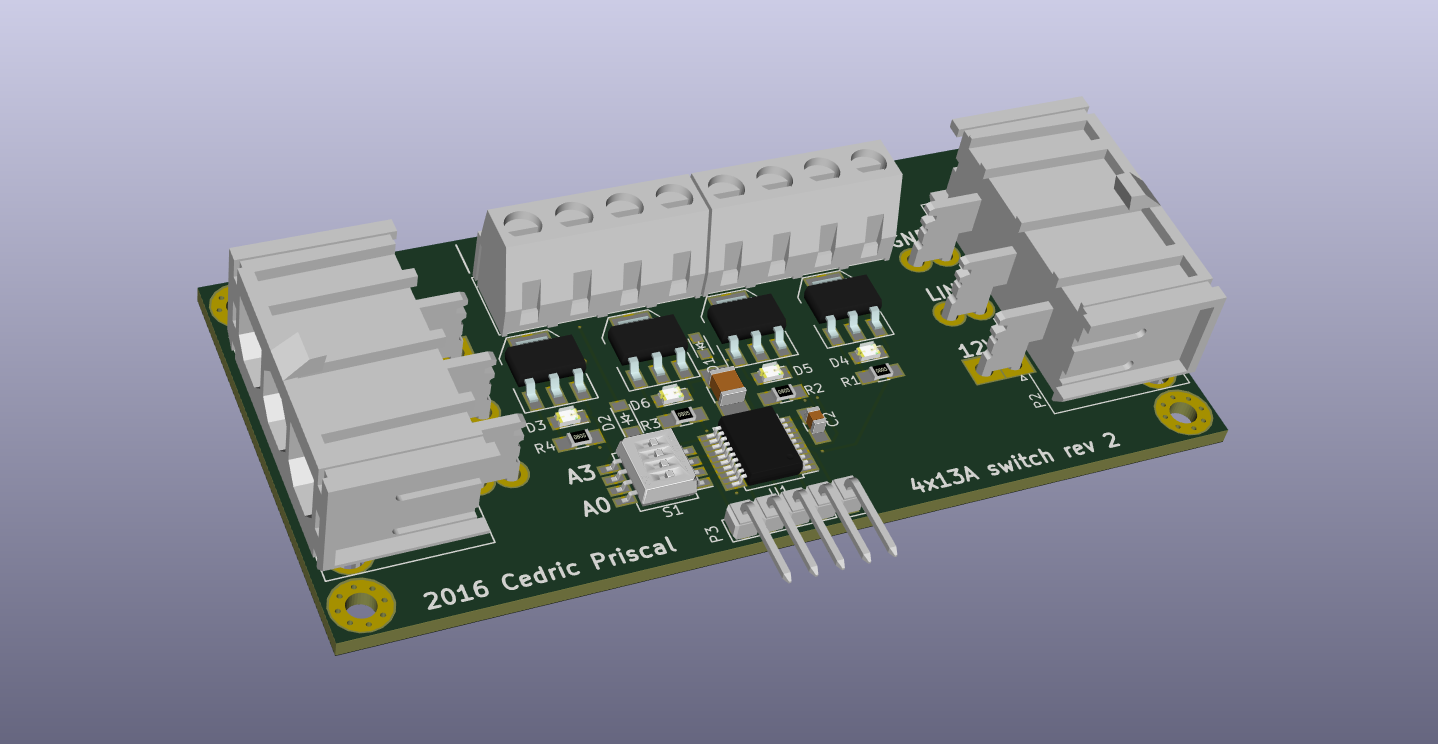 GN
LIN
12V
D4
D5
R1
R2
D6
D3
D2
R3
R4
C2
P2
A3
A0
S1
U1
P3
4x13A switch rev 2
2016 Cedric Priscal